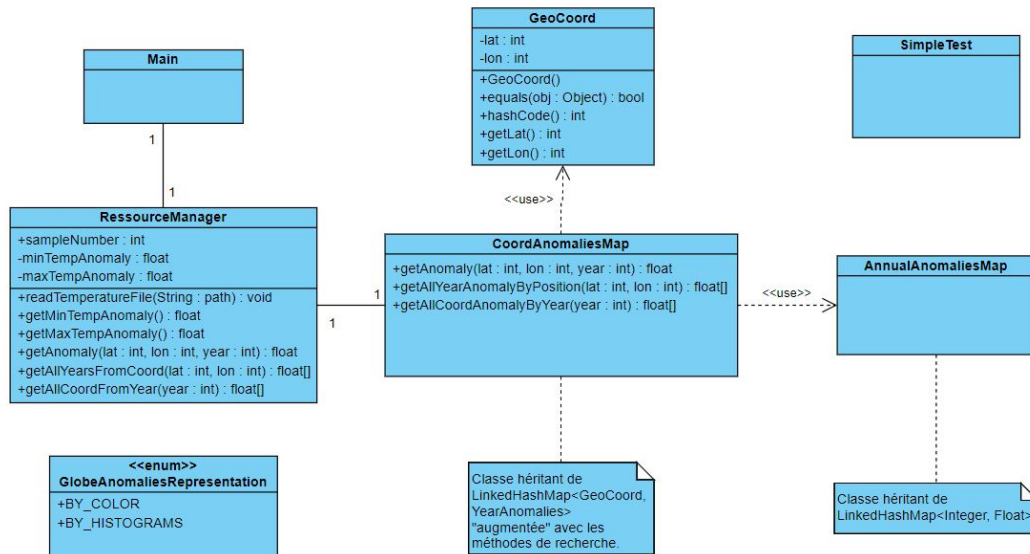 Main
1
1
RessourceManager
+sampleNumber : int
-minTempAnomaly : float
-maxTempAnomaly : float
+readTemperatureFile(String : path) : void
+getMinTempAnomaly() : float
+getMaxTempAnomaly() : float
+getAnomaly(lat : int, lon : int, year : int) : float
+getAllYearsFromCoord(lat : int, lon : int) : float[]
+getAllCoordFromYear(year : int) : float[]
<<enum>>
GlobeAnomaliesRepresentation
+BY_COLOR
+BY_HISTOGRAMS
GeoCoord
-lat : int
-lon : int
+GeoCoord()
+equals(obj : Object) : bool
+hashCode() : int
+getLat() : int
+getLon() : int
<<use>>
1
1
CoordAnomaliesMap
+getAnomaly(lat : int, lon : int, year : int) : float
+getAllYearAnomalyByPosition(lat : int, lon : int) : float[]
+getAllCoordAnomalyByYear(year : int) : float[]
Classe héritant de
LinkedHashMap<GeoCoord,
YearAnomalies>
"augmentée" avec les
méthodes de recherche.
<<use>>
SimpleTest
AnnualAnomaliesMap
Classe héritant de
LinkedHashMap<Integer, Float>